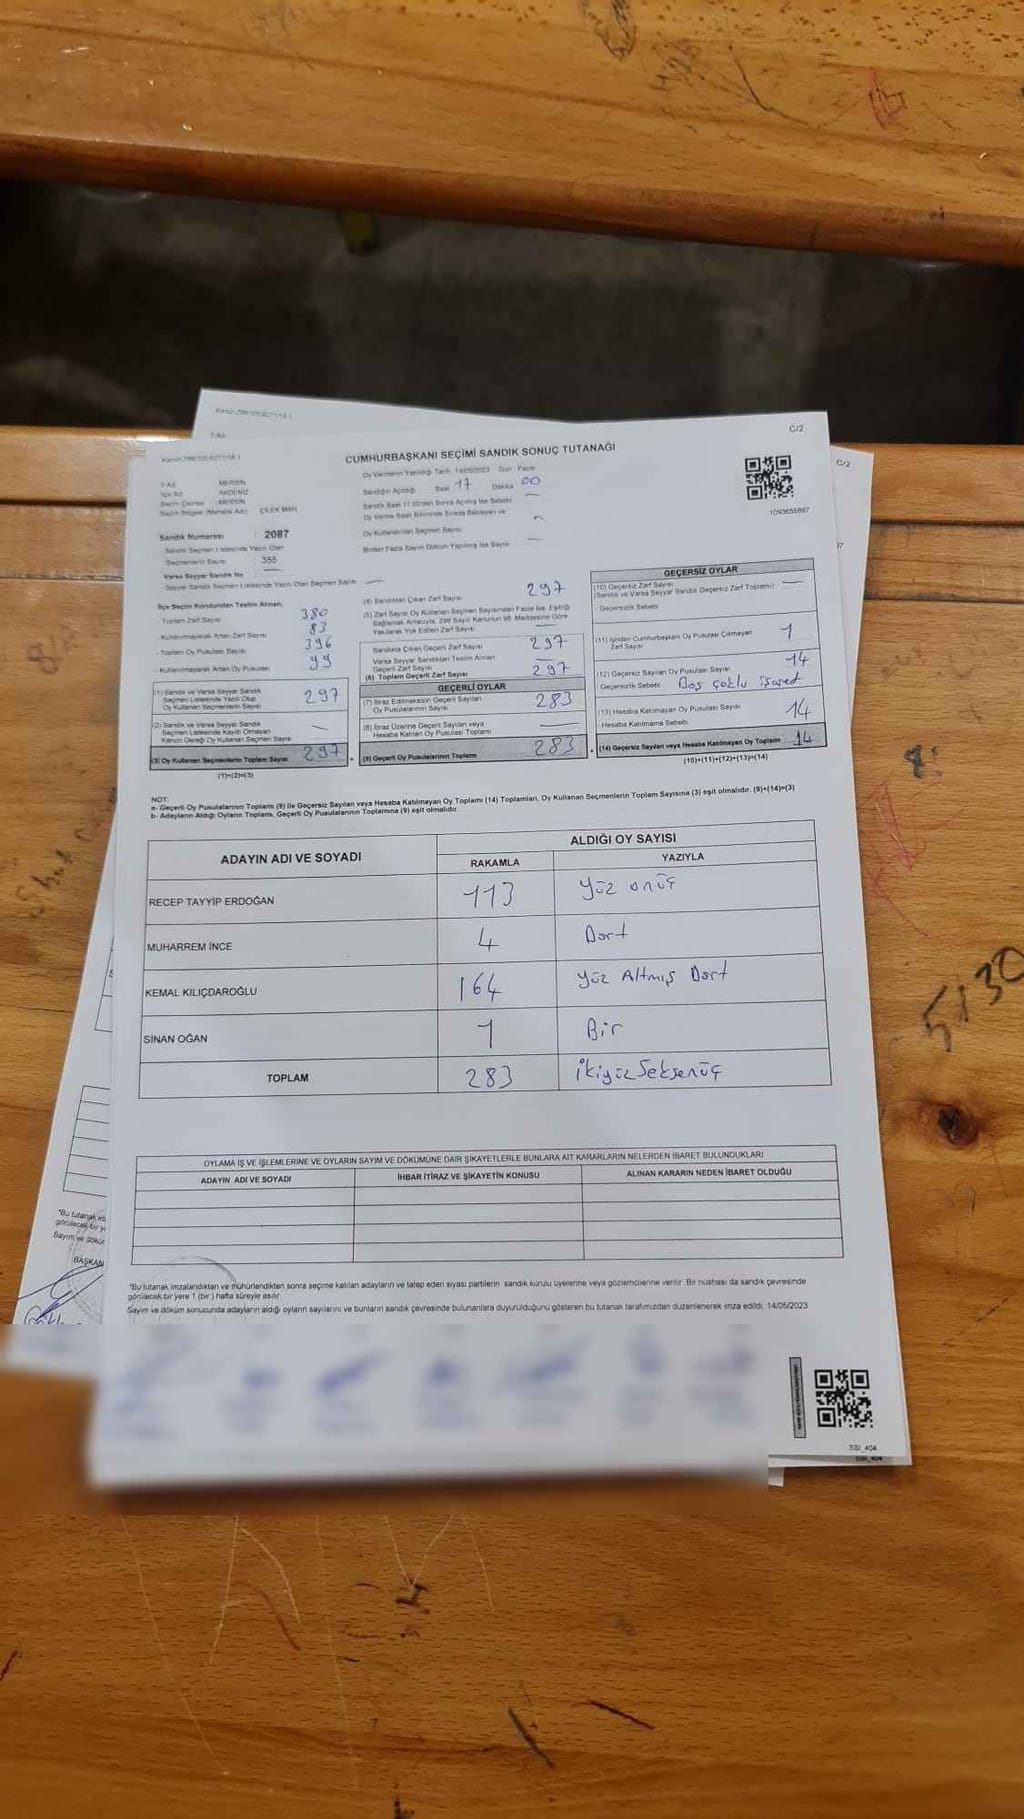 C/2
CUMHURBAŞKANI SEÇİMİ SANDIK SONUÇ TUTANAĞI
Oy Vermenin Yapıldığı Tarih : 14/05/2023 Gün : Pazar
İl Adı MERSİN
İlçe Adı AKDENİZ
Seçim Çevresi MERSİN
Seçim Bölgesi (Mahalle Adı) ÇİLEK MAH
Sandığın Açıldığı Saat 17 Dakika 00
1093655897
Sandık Numarası : 2087
Sandık Seçmen Listesinde Yazılı Olan
Seçmenlerin Sayısı 355
Varsa Seyyar Sandık No
Seyyar Sandık Seçmen Listesinde Yazılı Olan Seçmen Sayısı —
İlçe Seçim Kurulundan Teslim Alınan;
- Toplam Zarf Sayısı 380
- Kullanılmayarak Artan Zarf Sayısı 83
- Toplam Oy Pusulası Sayısı 396
- Kullanılmayarak Artan Oy Pusulası 99
(1) Sandık ve Varsa Seyyar Sandık
Seçmen Listesinde Yazılı Olup
Oy Kullanan Seçmenlerin Sayısı 297
(2) Sandık ve Varsa Seyyar Sandık
Seçmen Listesinde Kayıtlı Olmayan
Kanun Gereği Oy Kullanan Seçmen Sayısı —
(3) Oy Kullanan Seçmenlerin Toplam Sayısı 297
(1)+(2)=(3)
(4) Sandıktan Çıkan Zarf Sayısı 297
(5) Zarf Sayısı Oy Kullanan Seçmen Sayısından Fazla İse, Eşitliği
Sağlamak Amacıyla, 298 Sayılı Kanunun 98. Maddesine Göre
Yakılarak Yok Edilen Zarf Sayısı —
Sandıkta Çıkan Geçerli Zarf Sayısı 297
Varsa Seyyar Sandıktan Teslim Alınan
Geçerli Zarf Sayısı —
(6) Toplam Geçerli Zarf Sayısı 297
GEÇERLİ OYLAR
(7) İtiraz Edilmeksizin Geçerli Sayılan
Oy Pusulalarının Sayısı 283
(8) İtiraz Üzerine Geçerli Sayılan veya
Hesaba Katılan Oy Pusulası Toplamı —
(9) Geçerli Oy Pusulalarının Toplamı 283
GEÇERSİZ OYLAR
(10) Geçersiz Zarf Sayısı
(Sandık ve Varsa Seyyar Sandık Geçersiz Zarf Toplamı) —
Geçersizlik Sebebi
(11) İçinden Cumhurbaşkanı Oy Pusulası Çıkmayan
Zarf Sayısı 1
(12) Geçersiz Sayılan Oy Pusulası Sayısı 14
Geçersizlik Sebebi Boş çoklu işaret
(13) Hesaba Katılmayan Oy Pusulası Sayısı 14
Hesaba Katılmama Sebebi
(14) Geçersiz Sayılan veya Hesaba Katılmayan Oy Toplamı 14
(10)+(11)+(12)+(13)=(14)
NOT:
a- Geçerli Oy Pusulalarının Toplamı (9) ile Geçersiz Sayılan veya Hesaba Katılmayan Oy Toplamı (14) Toplamları, Oy Kullanan Seçmenlerin Toplam Sayısına (3) eşit olmalıdır. (9)+(14)=(3)
b- Adayların Aldığı Oyların Toplamı, Geçerli Oy Pusulalarının Toplamına (9) eşit olmalıdır.
ADAYIN ADI VE SOYADI
ALDIĞI OY SAYISI
RAKAMLA YAZIYLA
RECEP TAYYİP ERDOĞAN 113 yüz onüç
MUHARREM İNCE 4 Dört
KEMAL KILIÇDAROĞLU 164 yüz Altmış Dört
SİNAN OĞAN 1 Bir
TOPLAM 283 ikiyüz Seksenüç
OYLAMA İŞ VE İŞLEMLERİNE VE OYLARIN SAYIM VE DÖKÜMÜNE DAİR ŞİKAYETLERLE BUNLARA AİT KARARLARIN NELERDEN İBARET BULUNDUKLARI
ADAYIN ADI VE SOYADI İHBAR İTİRAZ VE ŞİKAYETİN KONUSU ALINAN KARARIN NEDEN İBARET OLDUĞU
"Bu tutanak imzalandıktan ve mühürlendikten sonra seçime katılan adayların ve talep eden siyasi partilerin sandık kurulu üyelerine veya gözlemcilerine verilir. Bir nüshası da sandık çevresinde
görülecek bir yere 1 (bir) hafta süreyle asılır.
Sayım ve döküm sonucunda adayların aldığı oyların sayılarını ve bunların sandık çevresinde bulunanlara duyurulduğunu gösteren bu tutanak tarafımızdan düzenlenerek imza edildi. 14/05/2023
BAŞKAN
SSI_404
SSI_404
C/2
5130